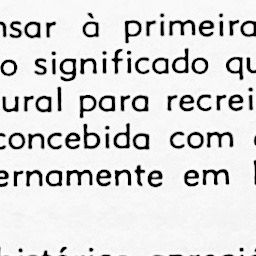 nsar à primeira
o significado qu
ural para recrei
concebida com
ernamente em